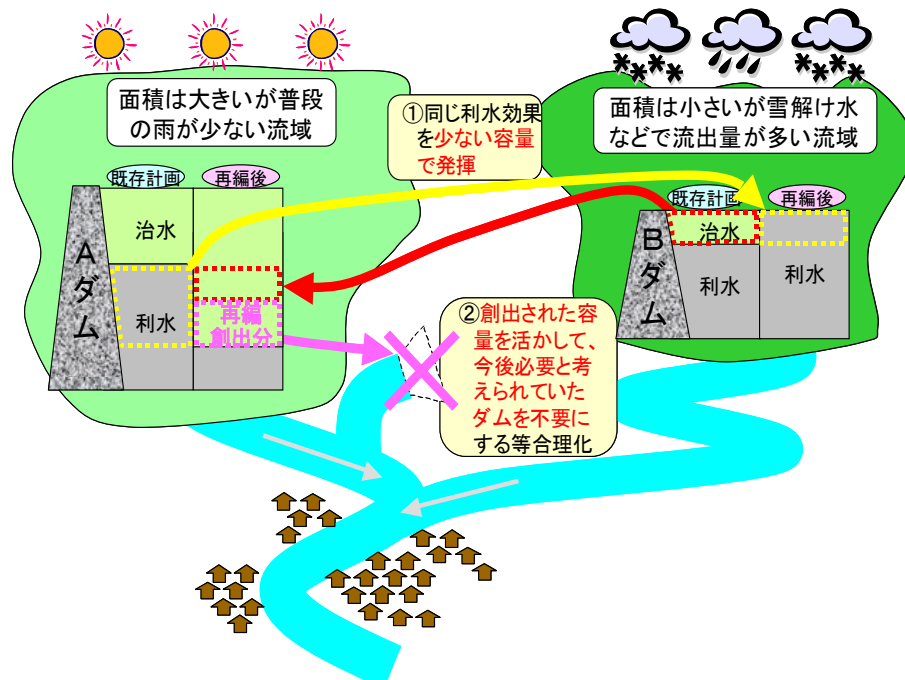 面積は大きいが普段
の雨が少ない流域
①同じ利水効果
を少ない容量
で発揮
面積は小さいが雪解け水
などで流出量が多い流域
既存計画
再編後
Aダム
治水
利水
再編
創出分
既存計画
再編後
Bダム
治水
利水
利水
②創出された容
量を活かして、
今後必要と考
えられていた
ダムを不要に
する等合理化